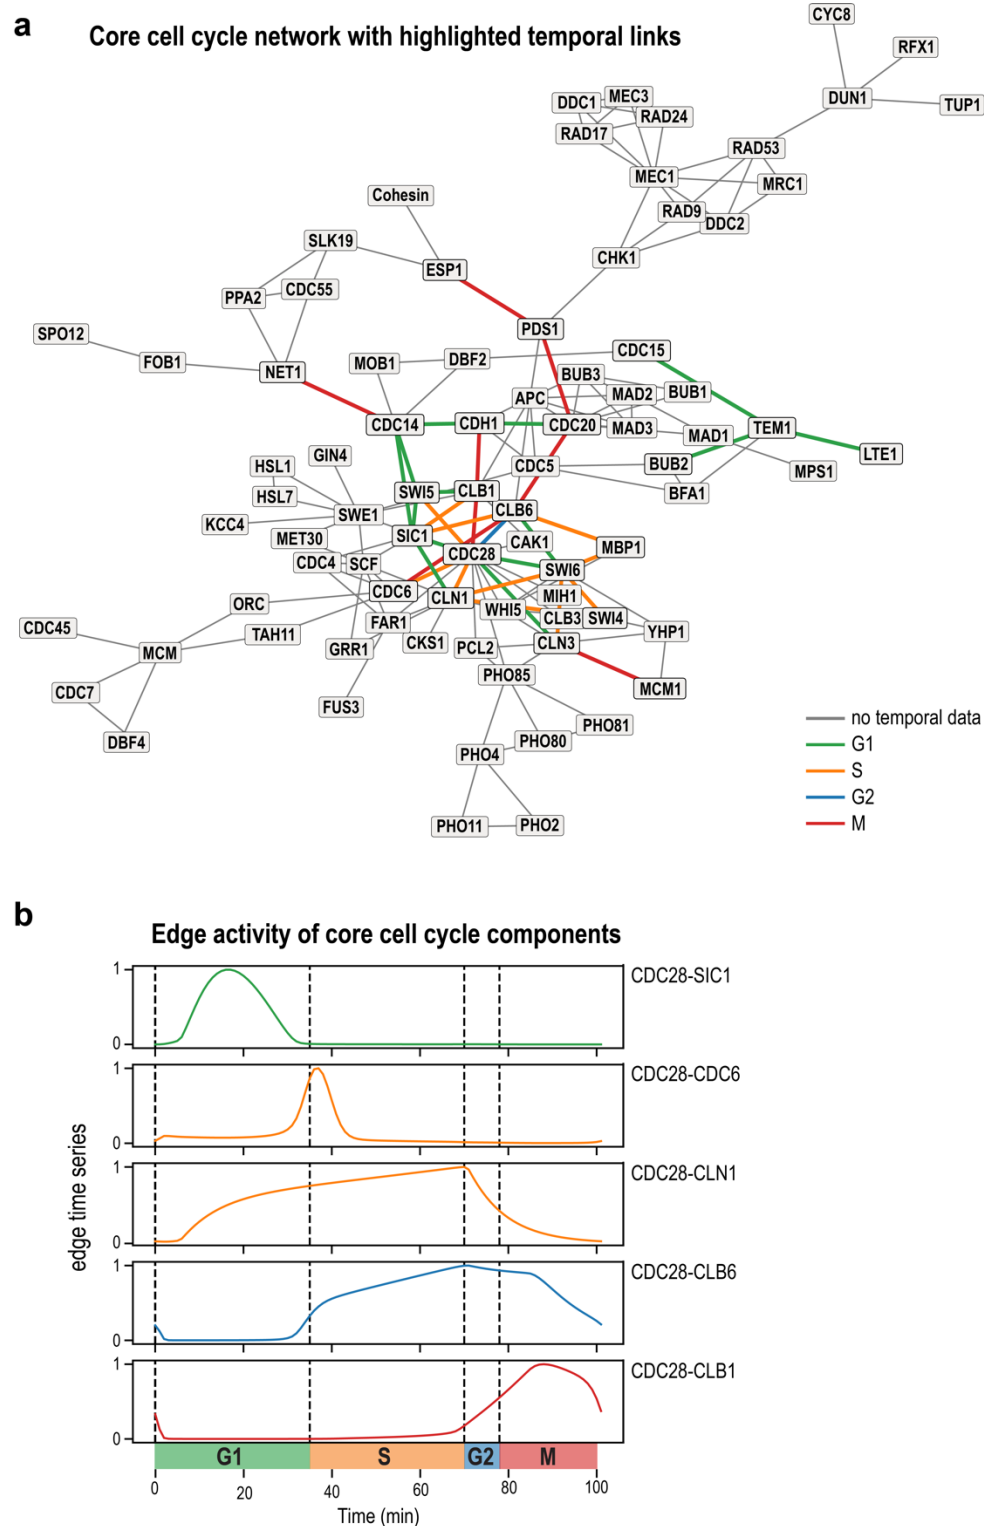 a
Core cell cycle network with highlighted temporal links
CYC8
RFX1
DUN1
TUP1
DDC1
MEC3
RAD24
RAD17
RAD53
MEC1
MRC1
RAD9
DDC2
CHK1
Cohesin
SLK19
ESP1
CDC55
PPA2
PDS1
SPO12
FOB1
NET1
MOB1
DBF2
CDC15
BUB3
MAD2
BUB1
APC
CDC14
CDH1
CDC20
MAD3
MAD1
TEM1
LTE1
GIN4
HSL1
CDC5
BUB2
MPS1
HSL7
SWI5
CLB1
BFA1
KCC4
SWE1
CLB6
MET30
SIC1
CAK1
MBP1
CDC4
SCF
CDC28
SWI6
CDC6
CLN1
MIH1
ORC
WHI5
CLB3
SWI4
CDC45
TAH11
FAR1
YHP1
MCM
GRR1
CKS1
PCL2
CLN3
CDC7
FUS3
PHO85
MCM1
DBF4
PHO81
PHO80
PHO4
PHO11
PHO2
no temporal data
G1
S
G2
M
b
Edge activity of core cell cycle components
edge time series
1
0
CDC28-SIC1
1
0
CDC28-CDC6
1
0
CDC28-CLN1
1
0
CDC28-CLB6
1
0
CDC28-CLB1
G1 S G2 M
0 20 40 60 80 100
Time (min)